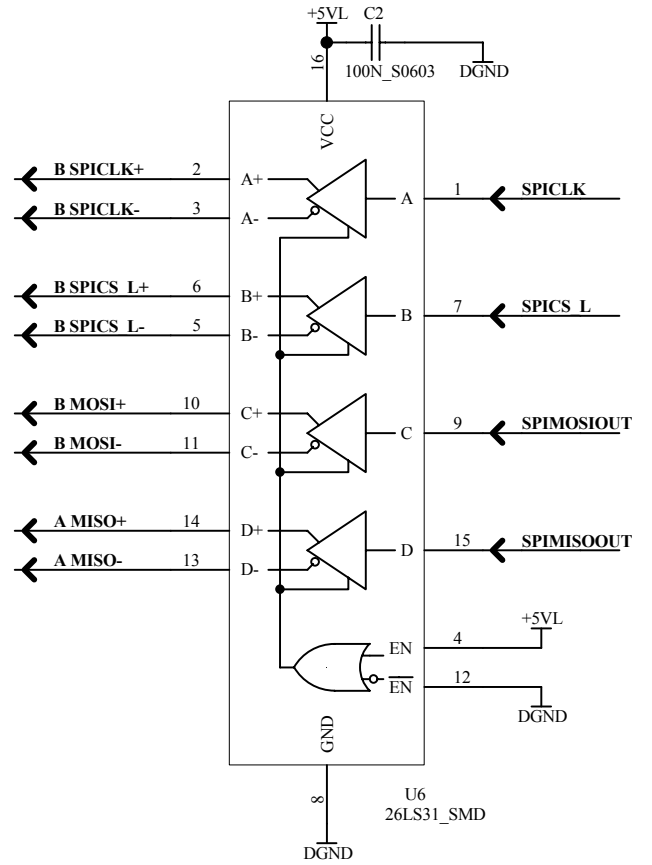 +5VL C2
16 100N_S0603 DGND
VCC
B SPICLK+ 2 A+ A 1 SPICLK
B SPICLK- 3 A-
B SPICS_L+ 6 B+ B 7 SPICS_L
B SPICS_L- 5 B-
B MOSI+ 10 C+ C 9 SPIMOSIOUT
B MOSI- 11 C-
A MISO+ 14 D+ D 15 SPIMISOOUT
A MISO- 13 D-
+5VL
EN 4
EN 12
DGND
GND
8
U6
26LS31_SMD
DGND